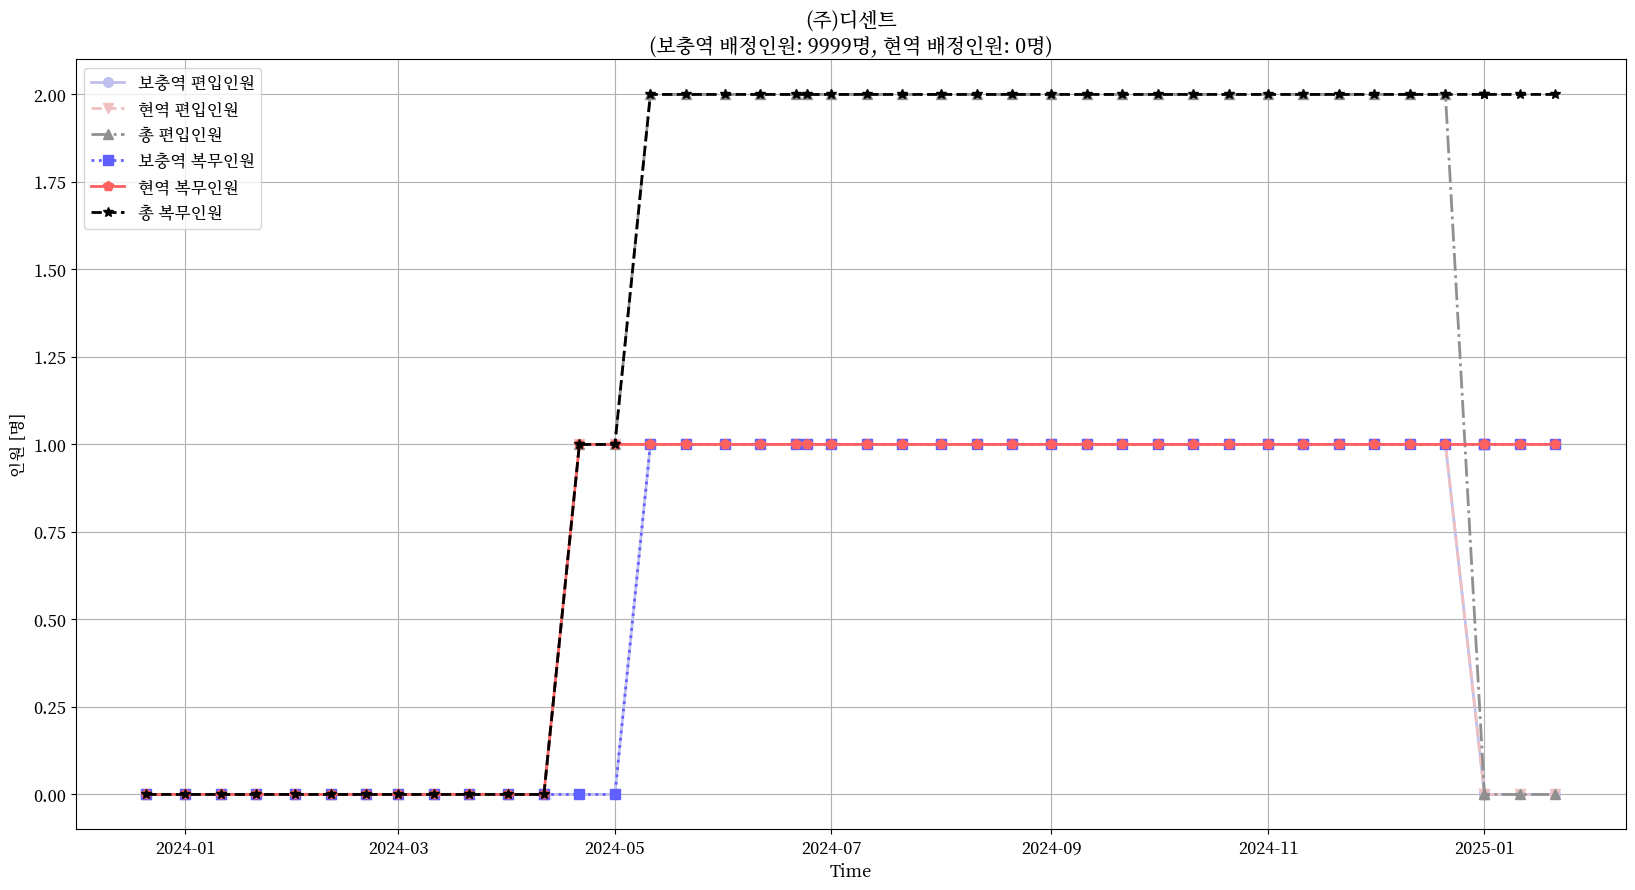 (주)디센트
(보충역 배정인원: 9999명, 현역 배정인원: 0명)
보충역 편입인원
현역 편입인원
총 편입인원
보충역 복무인원
현역 복무인원
총 복무인원
2.00
1.75
1.50
1.25
1.00
0.75
0.50
0.25
0.00
인원 [명]
2024-01
2024-03
2024-05
2024-07
2024-09
2024-11
2025-01
Time